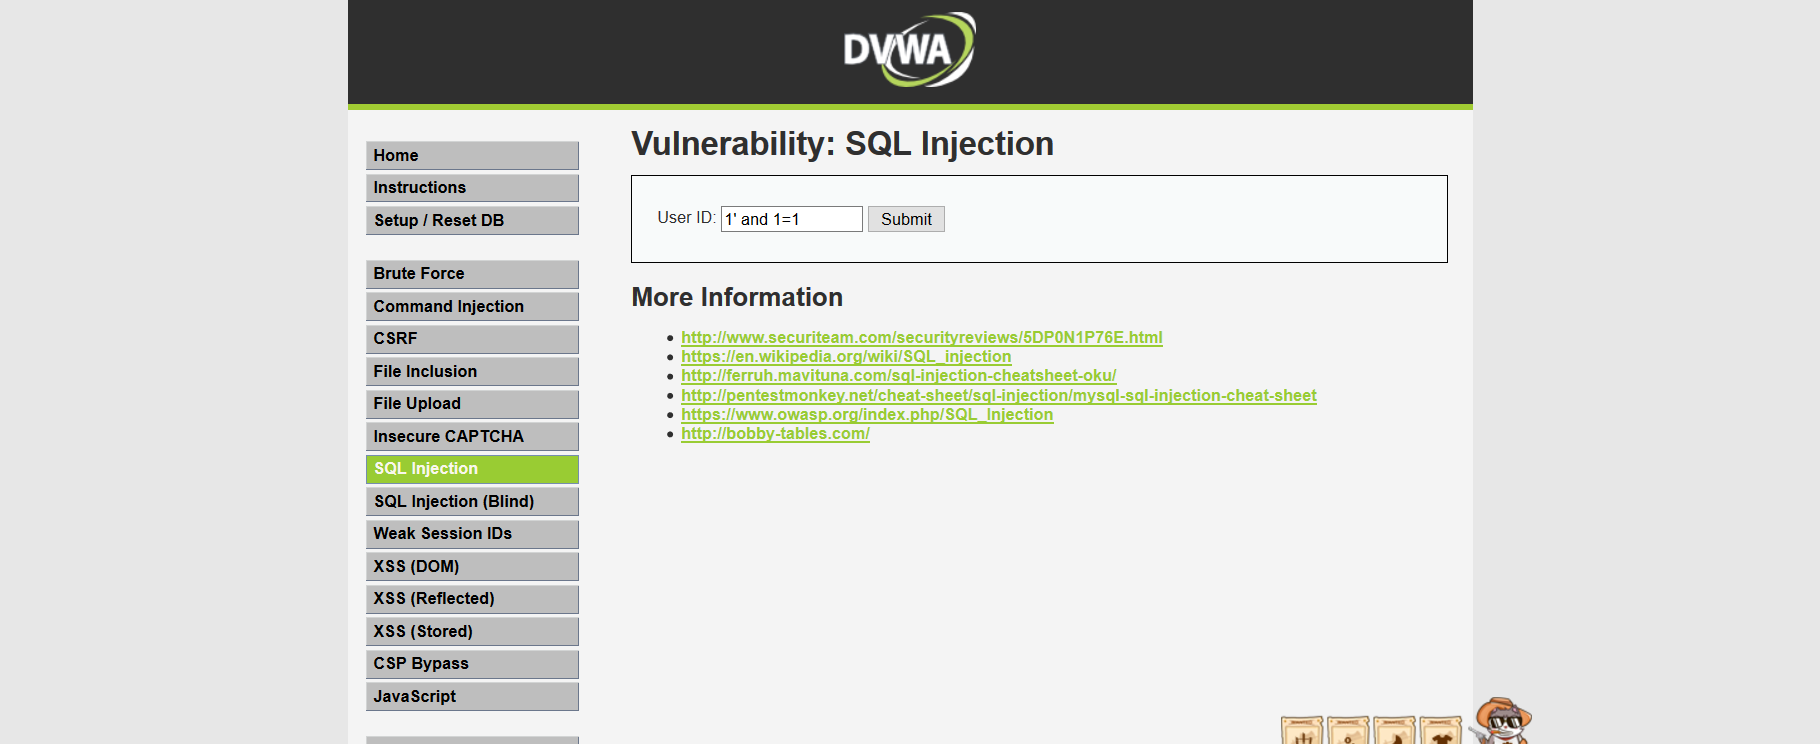 DVWA
Home
Instructions
Setup / Reset DB
Brute Force
Command Injection
CSRF
File Inclusion
File Upload
Insecure CAPTCHA
SQL Injection
SQL Injection (Blind)
Weak Session IDs
XSS (DOM)
XSS (Reflected)
XSS (Stored)
CSP Bypass
JavaScript
Vulnerability: SQL Injection
User ID: 1' and 1=1 Submit
More Information
http://www.securiteam.com/securityreviews/5DP0N1P76E.html
https://en.wikipedia.org/wiki/SQL_injection
http://ferruh.mavituna.com/sql-injection-cheatsheet-oku/
http://pentestmonkey.net/cheat-sheet/sql-injection/mysql-sql-injection-cheat-sheet
https://www.owasp.org/index.php/SQL_Injection
http://bobby-tables.com/